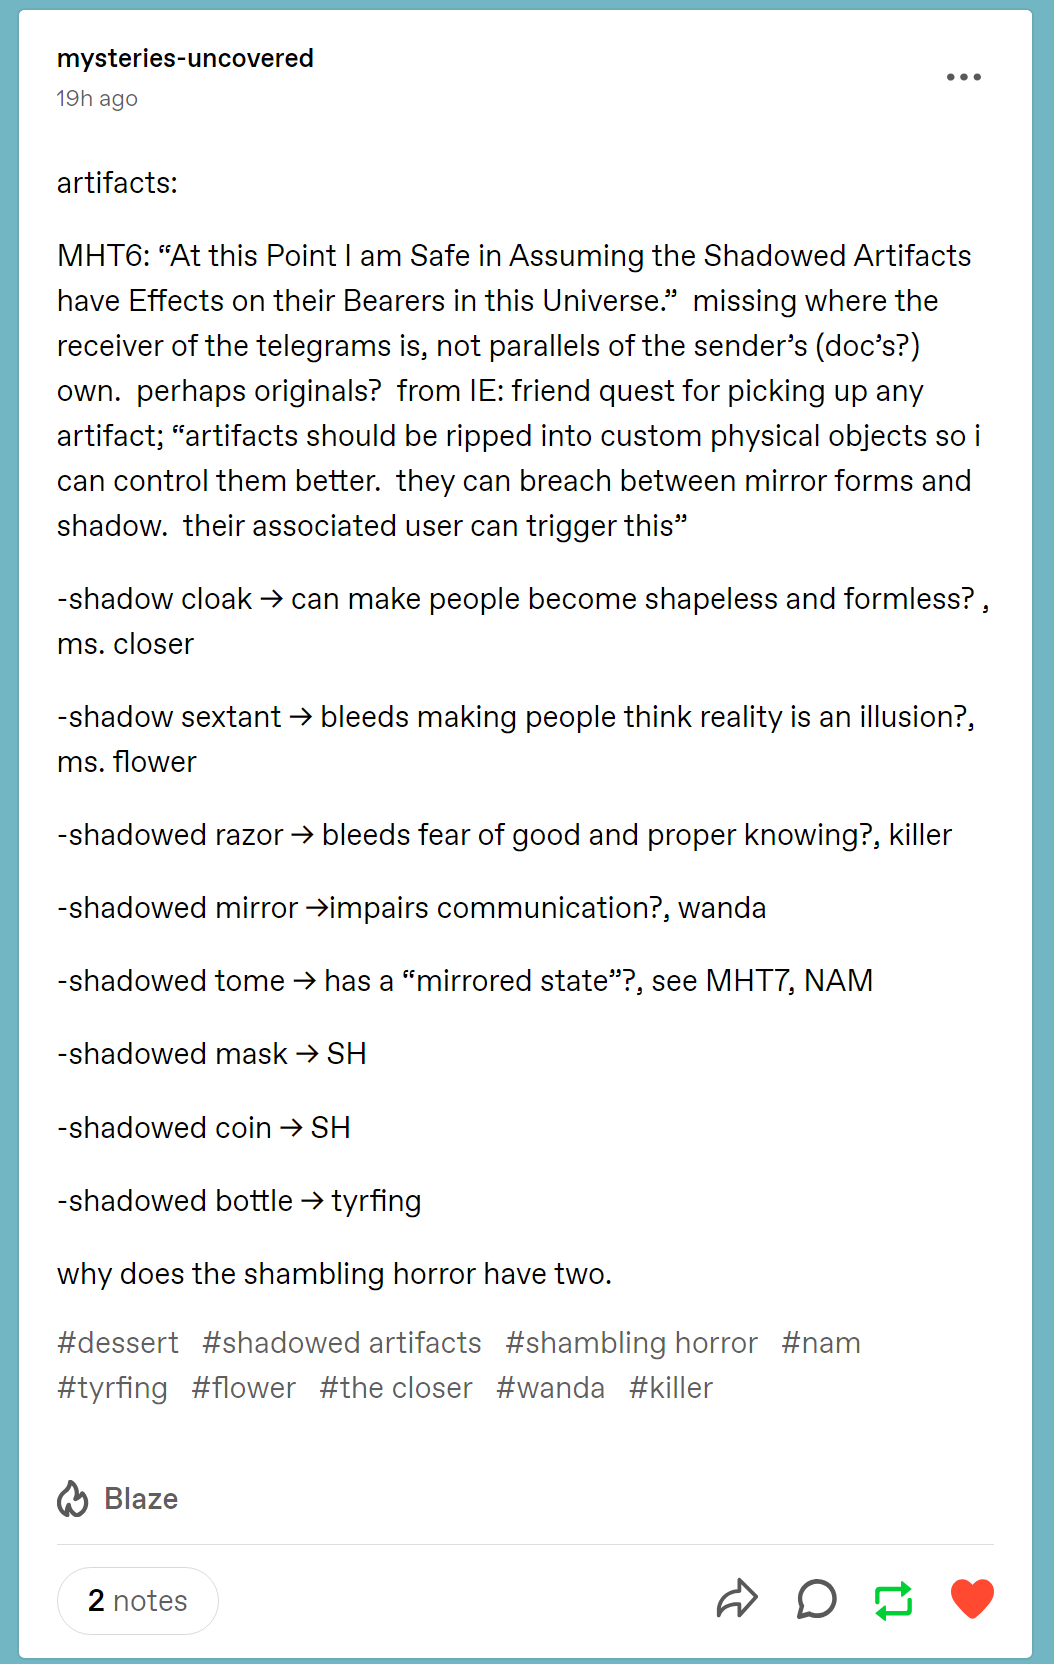 mysteries-uncovered
19h ago
artifacts:
MHT6: “At this Point I am Safe in Assuming the Shadowed Artifacts
have Effects on their Bearers in this Universe.”  missing where the
receiver of the telegrams is, not parallels of the sender’s (doc’s?)
own.  perhaps originals?  from IE: friend quest for picking up any
artifact; “artifacts should be ripped into custom physical objects so i
can control them better.  they can breach between mirror forms and
shadow.  their associated user can trigger this”
-shadow cloak → can make people become shapeless and formless? ,
ms. closer
-shadow sextant → bleeds making people think reality is an illusion?,
ms. flower
-shadowed razor → bleeds fear of good and proper knowing?, killer
-shadowed mirror →impairs communication?, wanda
-shadowed tome → has a “mirrored state”?, see MHT7, NAM
-shadowed mask → SH
-shadowed coin → SH
-shadowed bottle → tyrfing
why does the shambling horror have two.
#dessert #shadowed artifacts #shambling horror #nam
#tyrfing #flower #the closer #wanda #killer
Blaze
2 notes